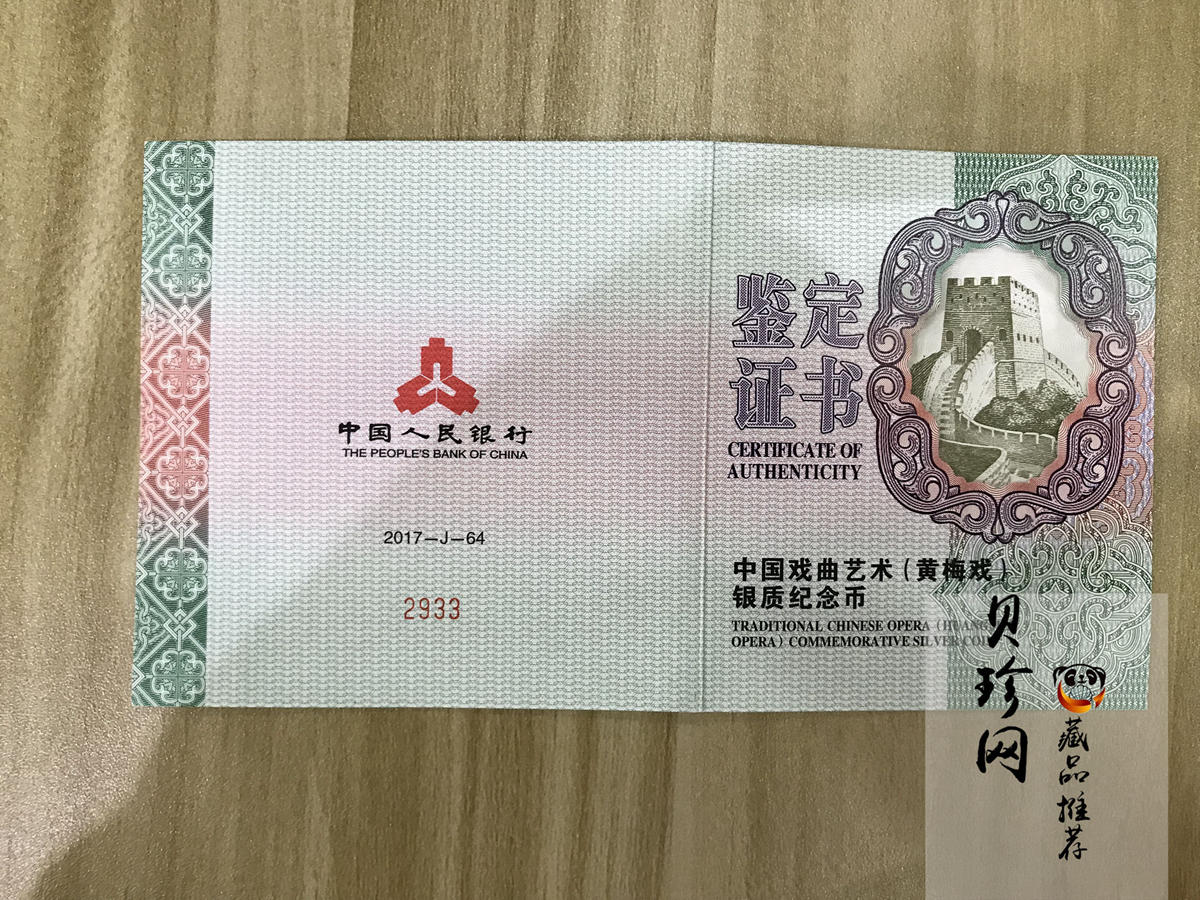 中国人民银行
THE PEOPLE'S BANK OF CHINA
2017-J-64
2933
鉴定
证书
CERTIFICATE OF
AUTHENTICITY
中国戏曲艺术（黄梅戏）
银质纪念币
TRADITIONAL CHINESE OPERA (HUANG
OPERA) COMMEMORATIVE SILVER COI
贝珍网
藏品推荐